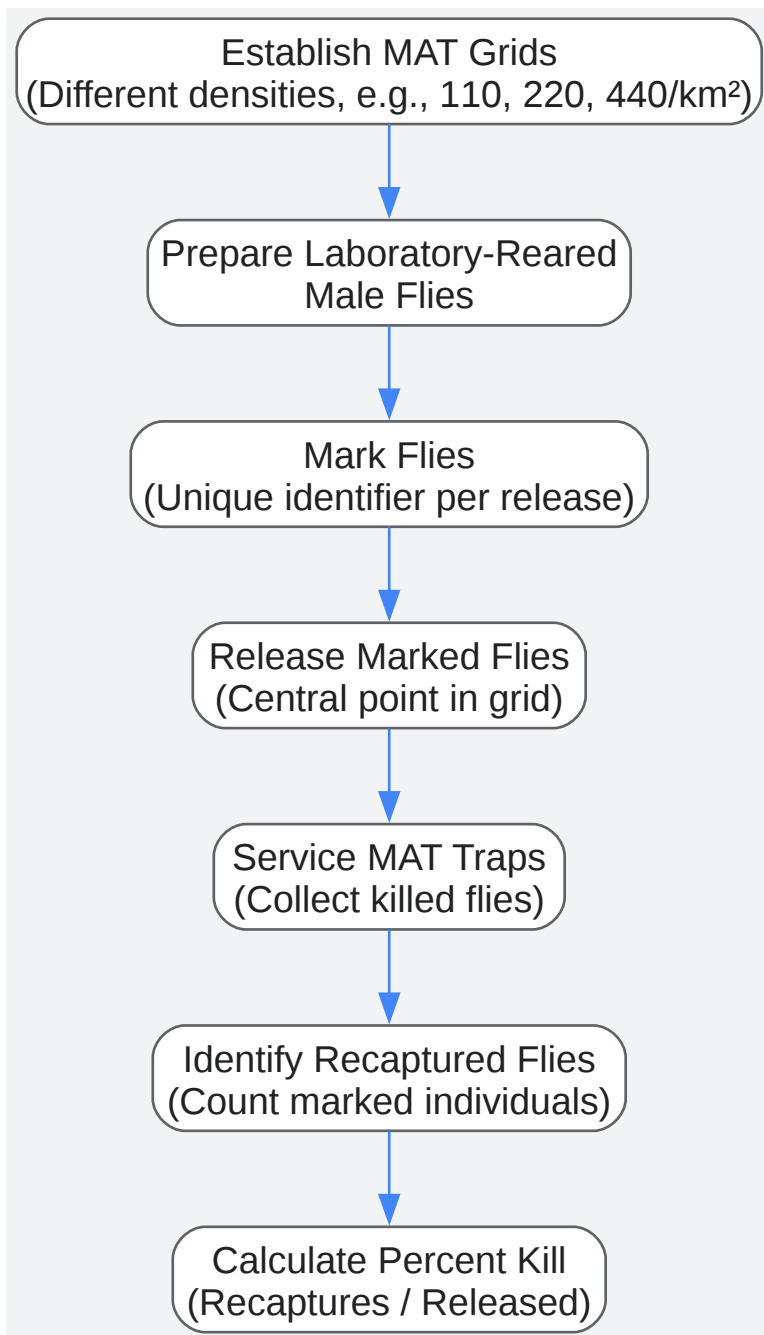 Establish MAT Grids
(Different densities, e.g., 110, 220, 440/km²)
Prepare Laboratory-Reared
Male Flies
Mark Flies
(Unique identifier per release)
Release Marked Flies
(Central point in grid)
Service MAT Traps
(Collect killed flies)
Identify Recaptured Flies
(Count marked individuals)
Calculate Percent Kill
(Recaptures / Released)